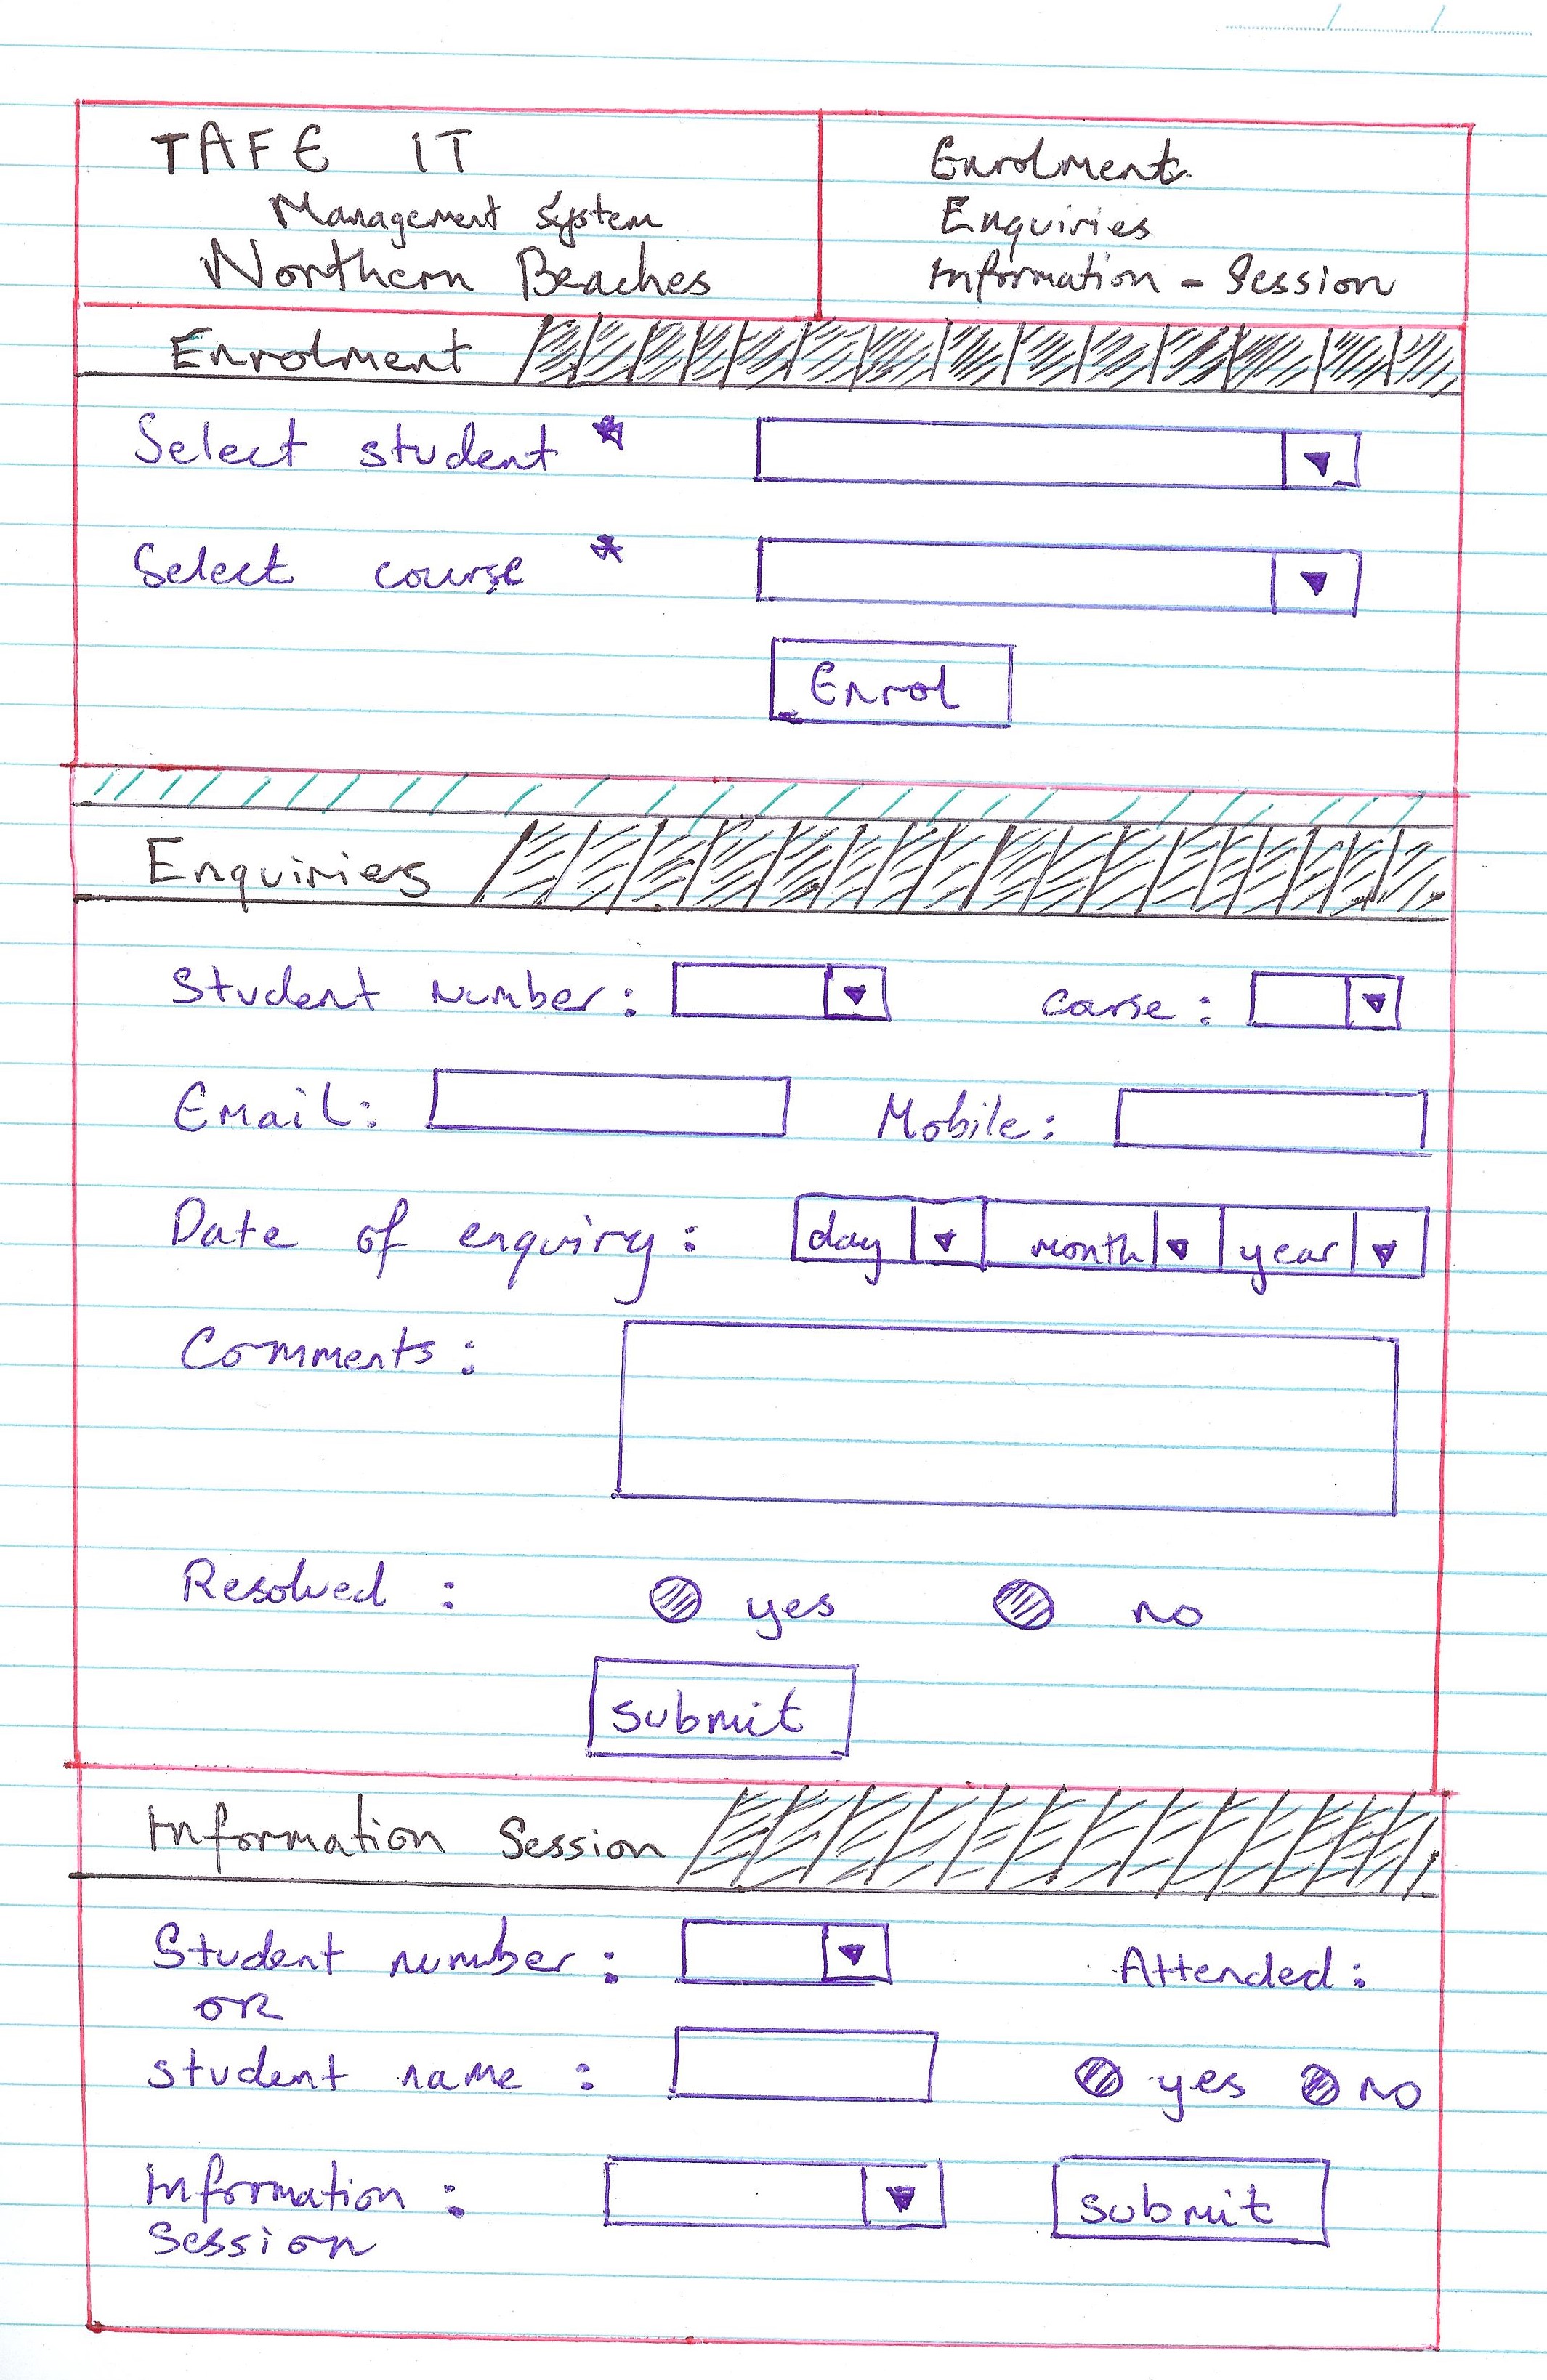 TAFE IT
Management System
Northern Beaches
Enrolment
Enquiries
Information - Session
Enrolment
Select student *
Select course *
Enrol
Enquiries
Student number :
course :
Email :
Mobile :
Date of enquiry : day month year
Comments :
Resolved : yes no
submit
Information Session
Student number :
Attended :
OR
student name :
yes no
Information :
Session
submit